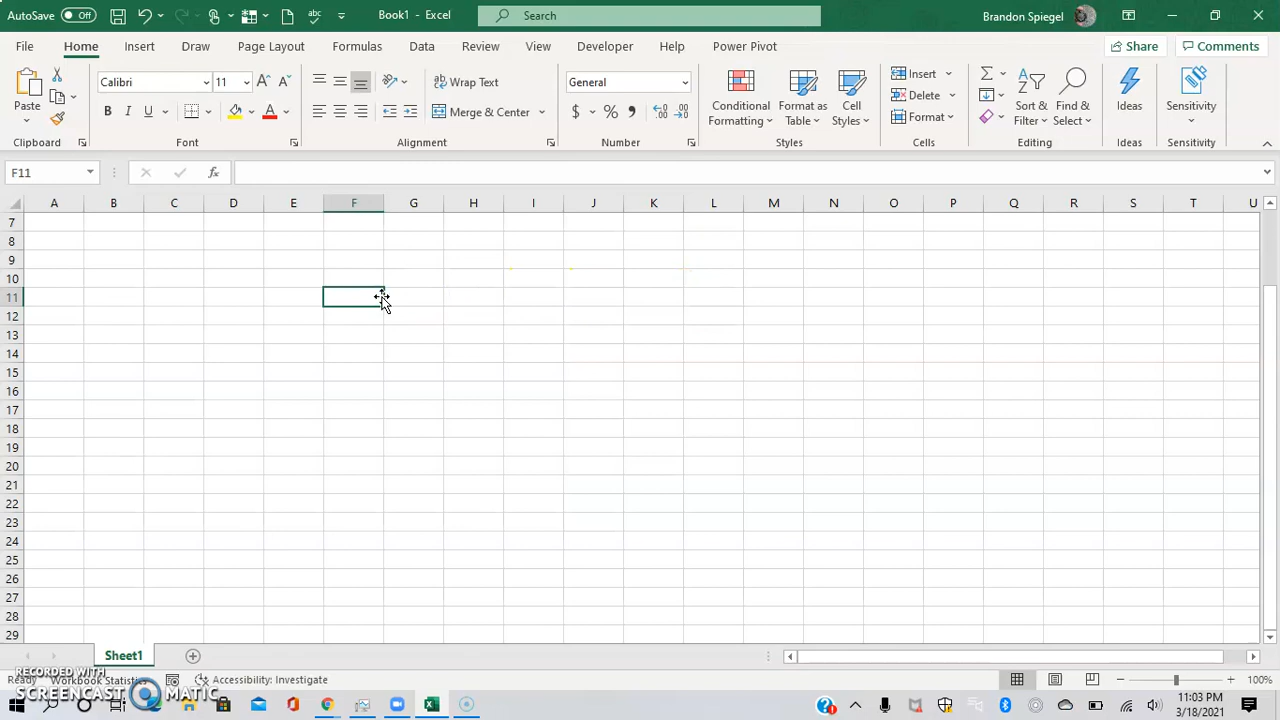 AutoSave Off Book1 - Excel Search Brandon Spiegel
File Home Insert Draw Page Layout Formulas Data Review View Developer Help Power Pivot Share Comments
Calibri 11 Wrap Text General Insert
Paste B I U A Merge & Center $ % , Conditional Formatting Format as Table Cell Styles Delete Format Sort & Filter Find & Select Ideas Sensitivity
Clipboard Font Alignment Number Styles Cells Editing Ideas Sensitivity
F11 fx
A B C D E F G H I J K L M N O P Q R S T U
7
8
9
10
11
12
13
14
15
16
17
18
19
20
21
22
23
24
25
26
27
28
29
Sheet1
RECORDED WITH
Ready Workbook Statistics Accessibility: Investigate 100%
SCREENCAST MATIC
11:03 PM
3/18/2021